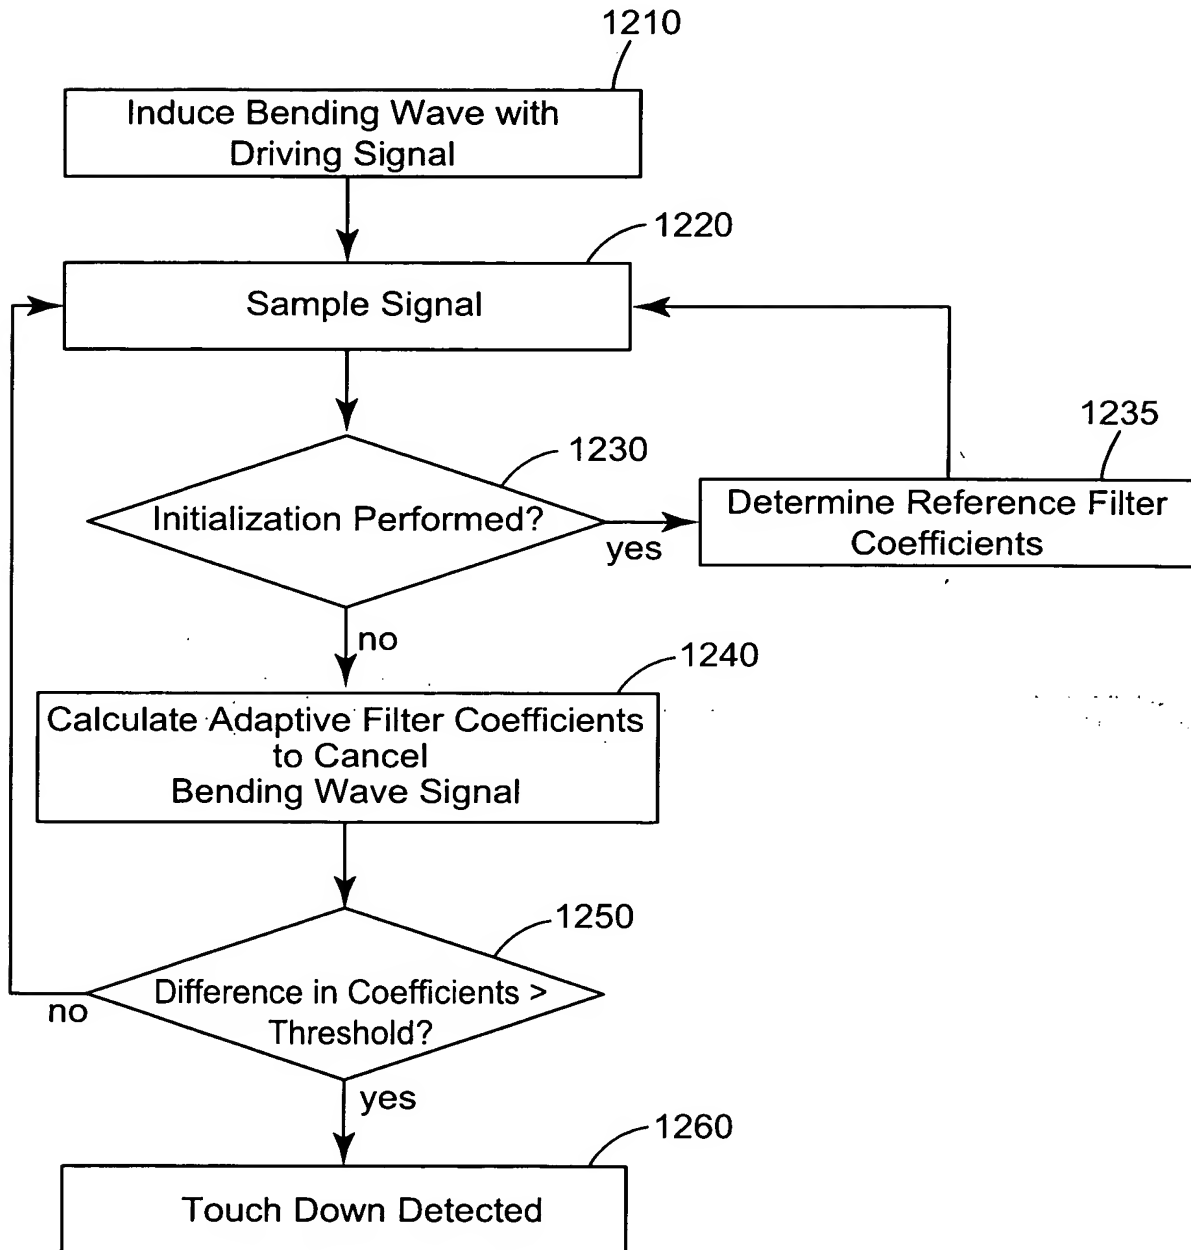 1210
Induce Bending Wave with
Driving Signal
1220
Sample Signal
1230
Initialization Performed?
yes
1235
Determine Reference Filter
Coefficients
no
1240
Calculate Adaptive Filter Coefficients
to Cancel
Bending Wave Signal
1250
Difference in Coefficients >
Threshold?
no
yes
1260
Touch Down Detected